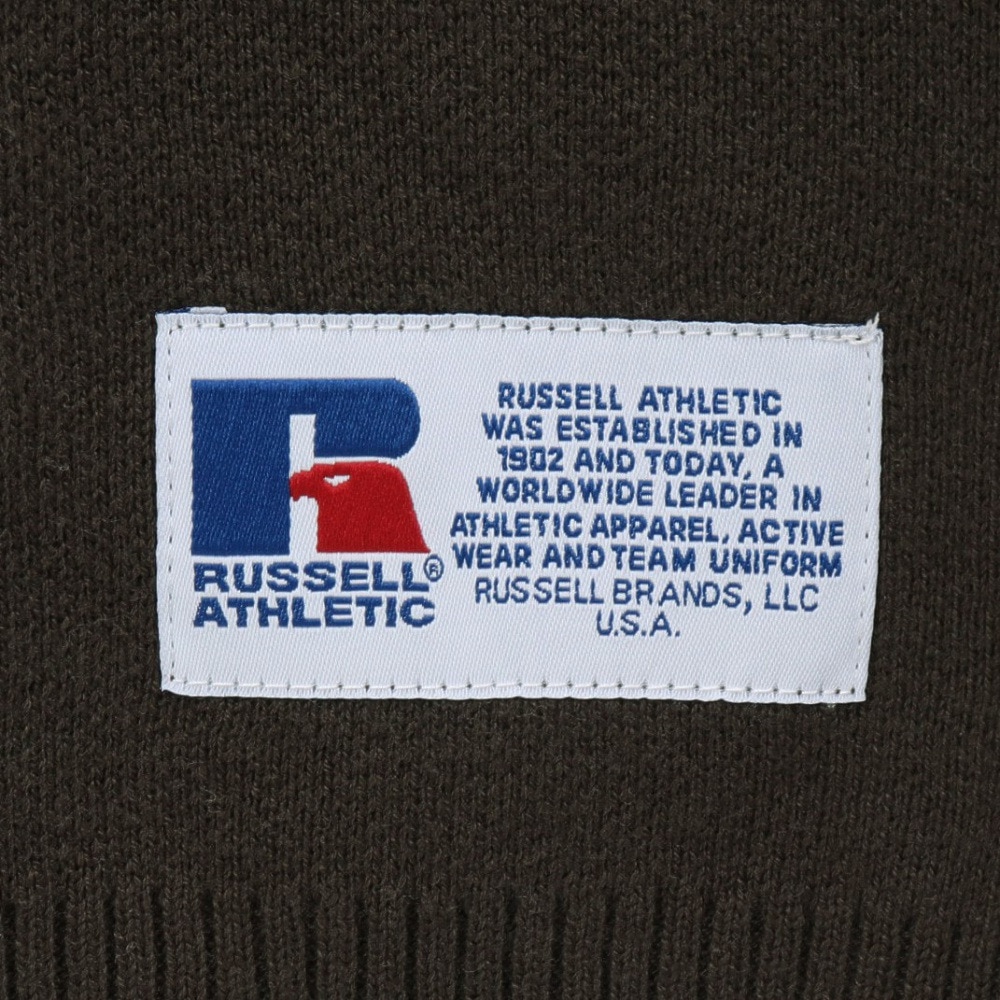 R
RUSSELL®
ATHLETIC
RUSSELL ATHLETIC
WAS ESTABLISHED IN
1902 AND TODAY, A
WORLDWIDE LEADER IN
ATHLETIC APPAREL, ACTIVE
WEAR AND TEAM UNIFORM
RUSSELL BRANDS, LLC
U.S.A.